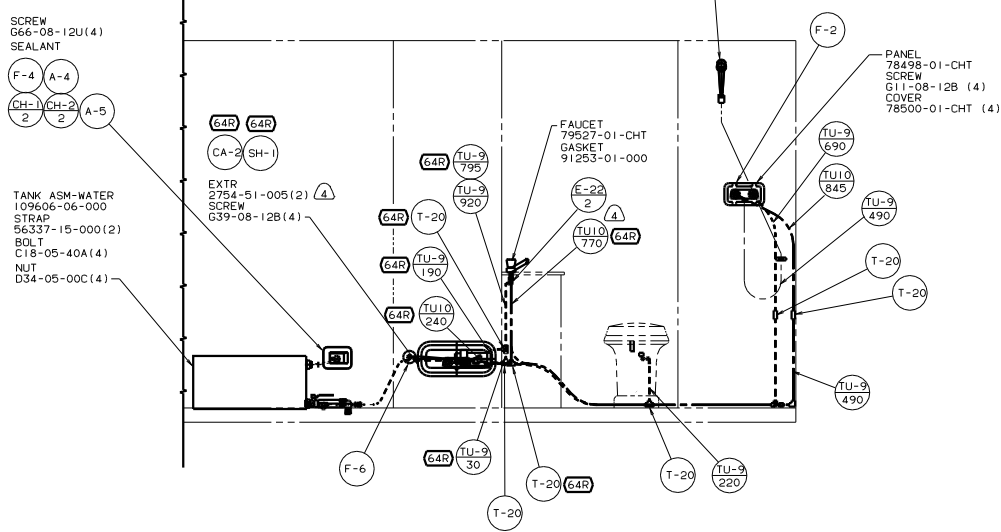 SCREW
G66-08-12U(4)
SEALANT
F-4
A-4
CH-1
2
CH-2
2
A-5
TANK ASM-WATER
109606-06-000
STRAP
56337-15-000(2)
BOLT
C18-05-40A(4)
NUT
D34-05-00C(4)
64R
64R
CA-2
SH-1
EXTR
2754-51-005(2) 4
SCREW
G39-08-12B(4)
64R
TU-9
795
TU-9
920
64R
T-20
64R
TU-9
190
64R
TU10
240
FAUCET
79527-01-CHT
GASKET
91253-01-000
E-22
2
4
TU10
770
64R
F-2
PANEL
78498-01-CHT
SCREW
G11-08-12B (4)
COVER
78500-01-CHT (4)
TU-9
690
TU10
845
TU-9
490
T-20
T-20
TU-9
490
F-6
64R
TU-9
30
T-20
64R
T-20
T-20
TU-9
220